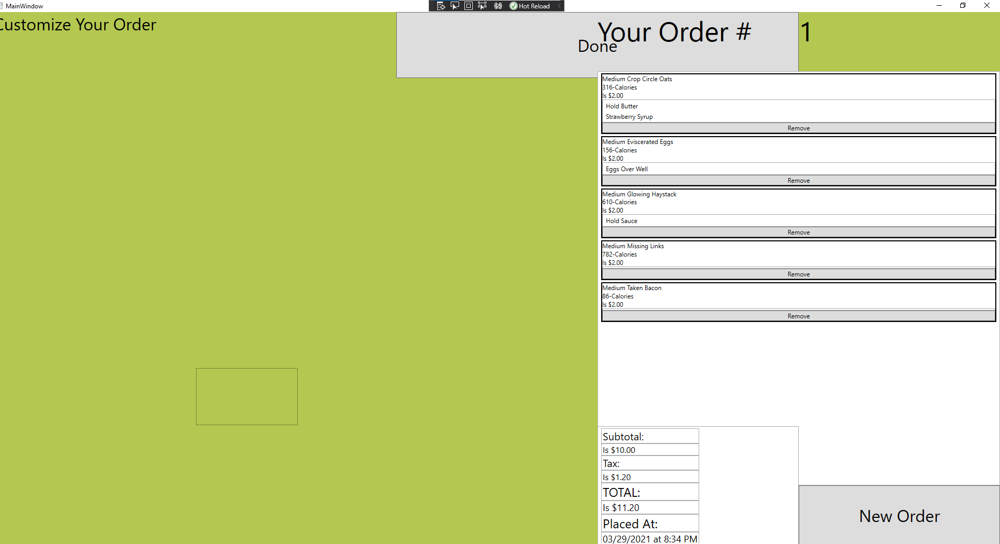 MainWindow
Hot Reload
Customize Your Order
Your Order # 1
Done
Medium Crop Circle Oats
316-Calories
Is $2.00
Hold Butter
Strawberry Syrup
Remove
Medium Eviscerated Eggs
156-Calories
Is $2.00
Eggs Over Well
Remove
Medium Glowing Haystack
610-Calories
Is $2.00
Hold Sauce
Remove
Medium Missing Links
782-Calories
Is $2.00
Remove
Medium Taken Bacon
86-Calories
Is $2.00
Remove
Subtotal:
Is $10.00
Tax:
Is $1.20
TOTAL:
Is $11.20
Placed At:
03/29/2021 at 8:34 PM
New Order